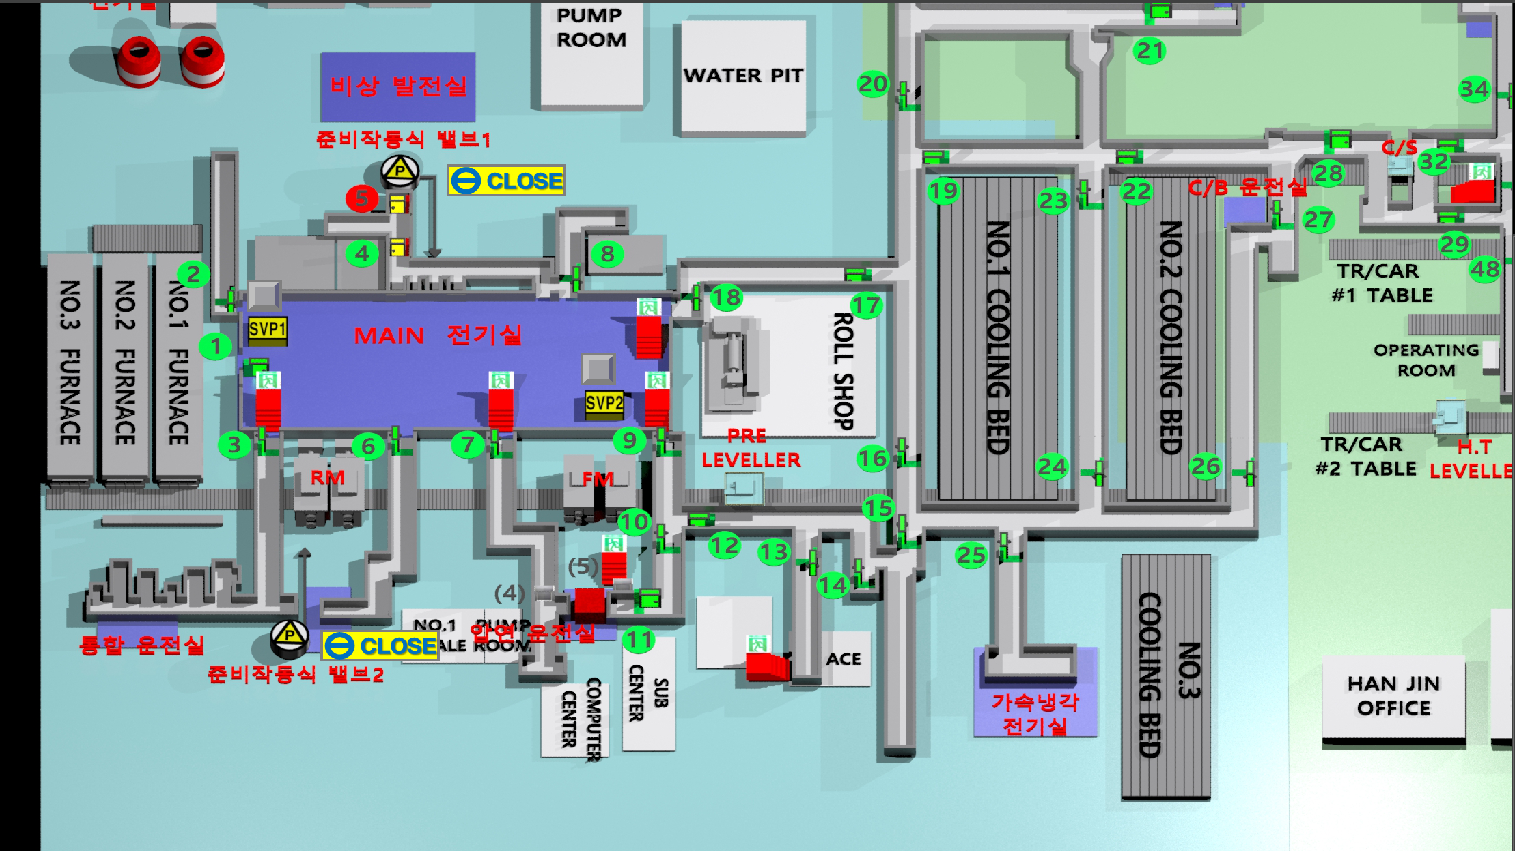 PUMP
ROOM
WATER PIT
비상 발전실
준비작동식 밸브1
P
CLOSE
5
4
8
2
1
3
6
7
9
10
11
12
13
14
15
16
17
18
19
20
21
22
23
24
25
26
27
28
29
32
34
48
C/S
C/B 운전실
NO.3 FURNACE
NO.2 FURNACE
NO.1 FURNACE
SVP1
MAIN 전기실
SVP2
ROLL SHOP
NO.1 COOLING BED
NO.2 COOLING BED
TR/CAR
#1 TABLE
OPERATING
ROOM
TR/CAR
#2 TABLE
H.T
LEVELLE
PRE
LEVELLER
RM
FM
(5)
(4)
통합 운전실
P
CLOSE
준비작동식 밸브2
NO.1 PUMP
ALE ROOM
압연 운전실
COMPUTER
CENTER
SUB
CENTER
ACE
가속냉각
전기실
NO.3
COOLING BED
HAN JIN
OFFICE